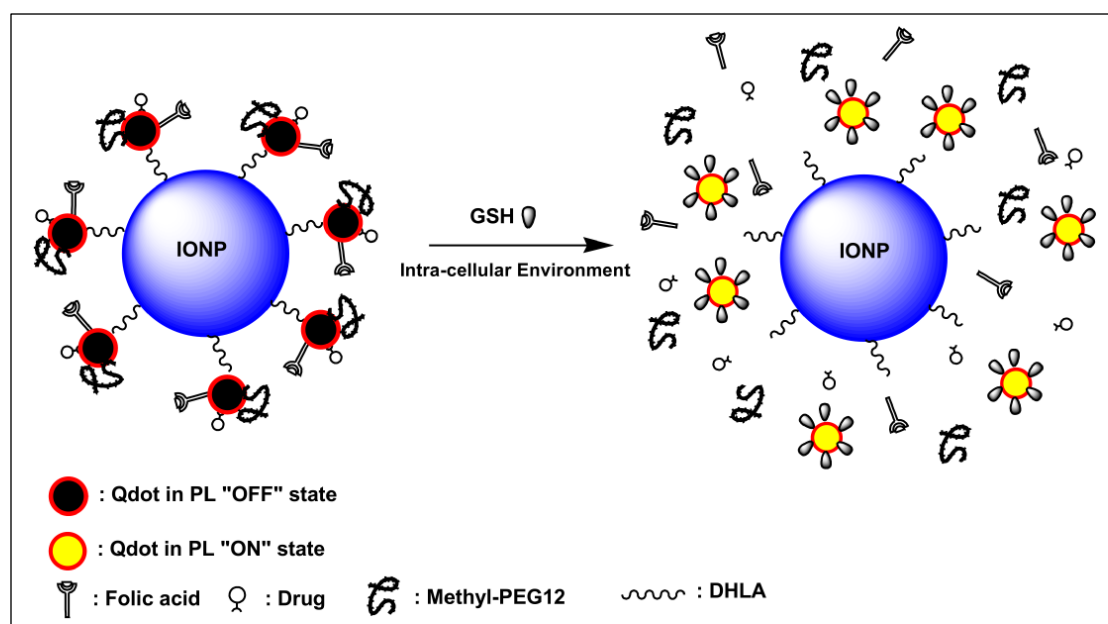 IONP
GSH
Intra-cellular Environment
IONP
: Qdot in PL "OFF" state
: Qdot in PL "ON" state
: Folic acid : Drug : Methyl-PEG12 : DHLA